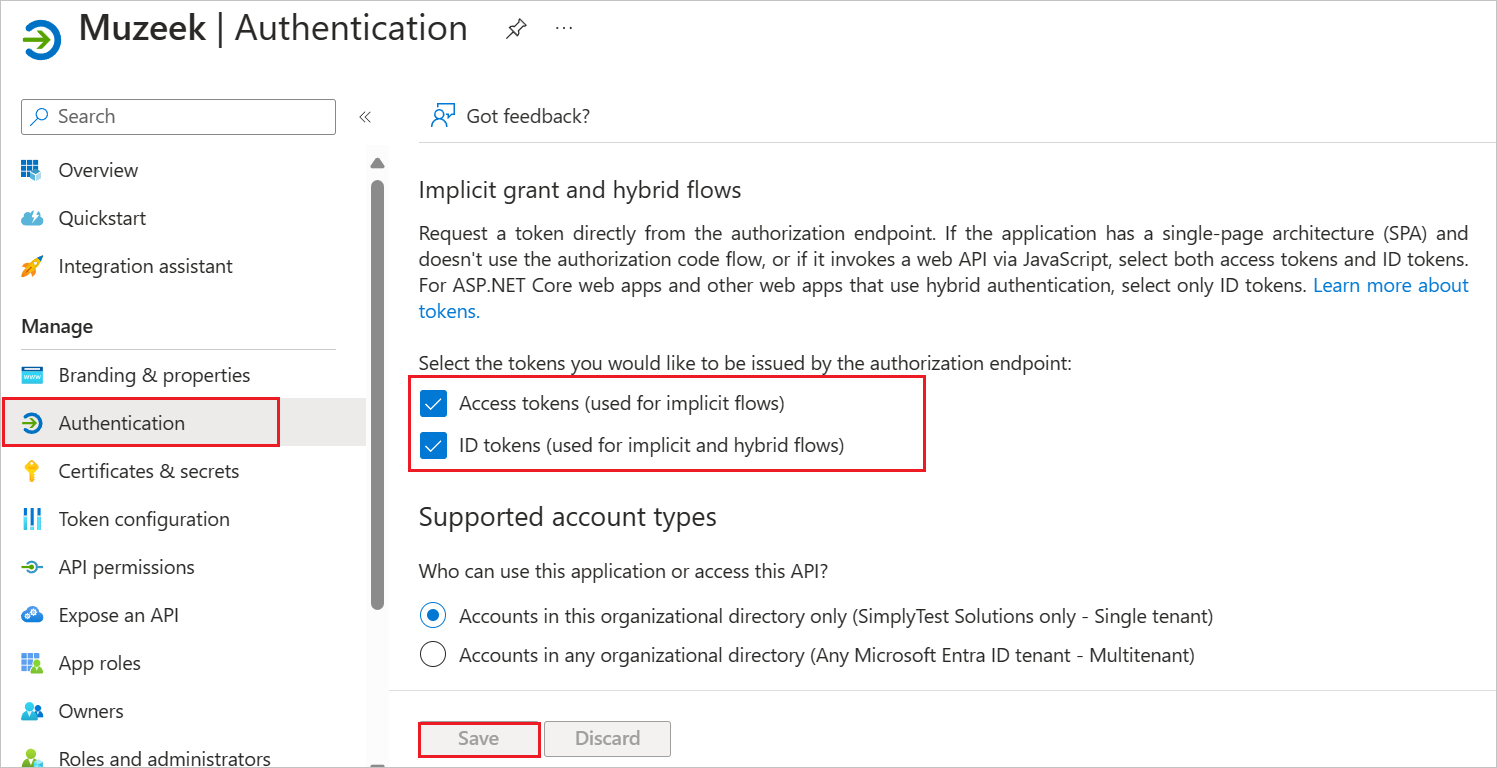 Muzeek | Authentication
...
Search
«
Overview
Quickstart
Integration assistant
Manage
Branding & properties
Authentication
Certificates & secrets
Token configuration
API permissions
Expose an API
App roles
Owners
Roles and administrators
Got feedback?
Implicit grant and hybrid flows
Request a token directly from the authorization endpoint. If the application has a single-page architecture (SPA) and
doesn't use the authorization code flow, or if it invokes a web API via JavaScript, select both access tokens and ID tokens.
For ASP.NET Core web apps and other web apps that use hybrid authentication, select only ID tokens. Learn more about
tokens.
Select the tokens you would like to be issued by the authorization endpoint:
Access tokens (used for implicit flows)
ID tokens (used for implicit and hybrid flows)
Supported account types
Who can use this application or access this API?
Accounts in this organizational directory only (SimplyTest Solutions only - Single tenant)
Accounts in any organizational directory (Any Microsoft Entra ID tenant - Multitenant)
Save
Discard